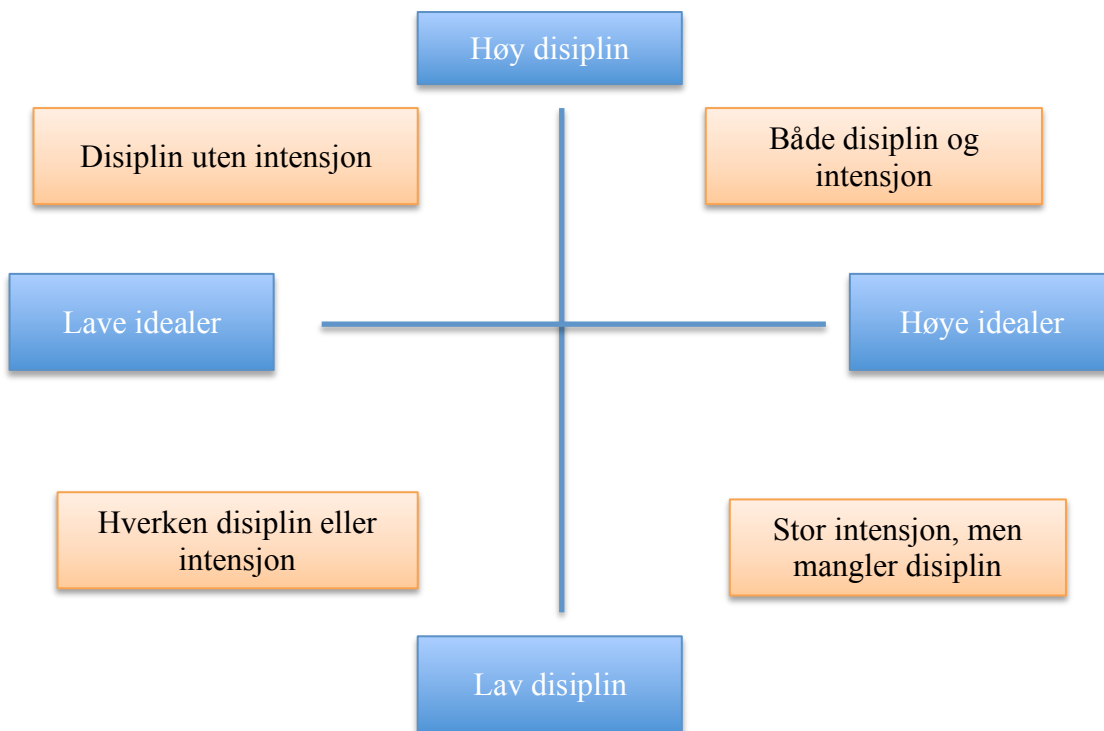 Høy disiplin
Disiplin uten intensjon
Både disiplin og
intensjon
Lave idealer
Høye idealer
Hverken disiplin eller
intensjon
Stor intensjon, men
mangler disiplin
Lav disiplin